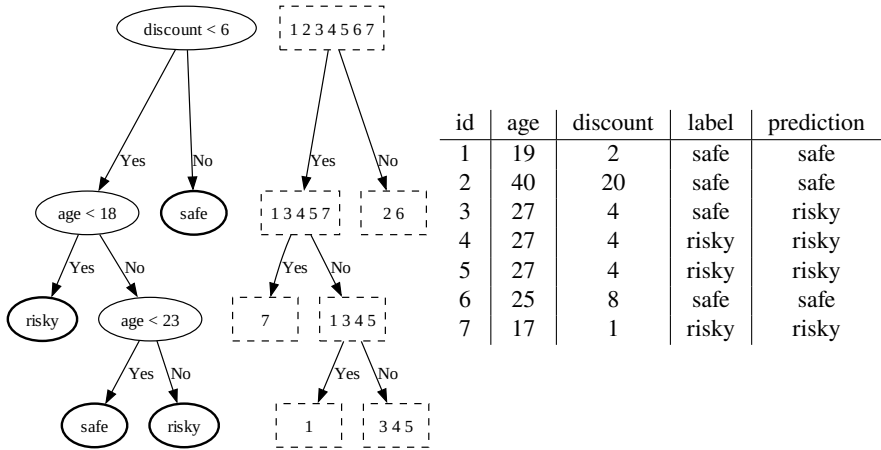 discount < 6
1 2 3 4 5 6 7
Yes
No
Yes
No
age < 18
safe
1 3 4 5 7
2 6
Yes
No
Yes
No
risky
age < 23
7
1 3 4 5
Yes
No
Yes
No
safe
risky
1
3 4 5
id age discount label prediction
1 19 2 safe safe
2 40 20 safe safe
3 27 4 safe risky
4 27 4 risky risky
5 27 4 risky risky
6 25 8 safe safe
7 17 1 risky risky